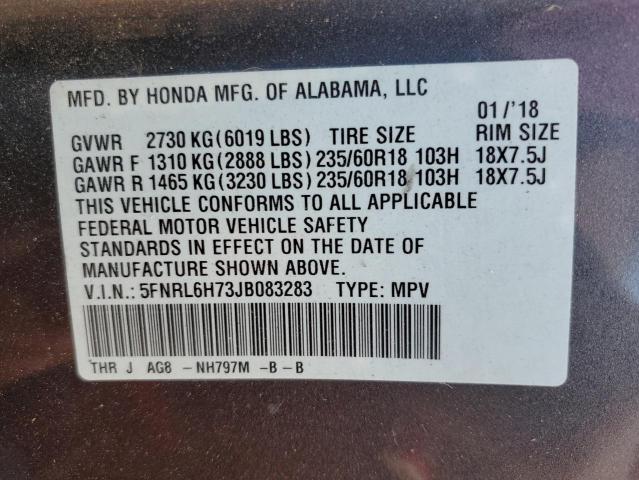 MFD. BY HONDA MFG. OF ALABAMA, LLC
01/'18
GVWR 2730 KG(6019 LBS) TIRE SIZE RIM SIZE
GAWR F 1310 KG(2888 LBS) 235/60R18 103H 18X7.5J
GAWR R 1465 KG(3230 LBS) 235/60R18 103H 18X7.5J
THIS VEHICLE CONFORMS TO ALL APPLICABLE
FEDERAL MOTOR VEHICLE SAFETY
STANDARDS IN EFFECT ON THE DATE OF
MANUFACTURE SHOWN ABOVE.
V.I.N.: 5FNRL6H73JB083283 TYPE: MPV
THR J AG8 -NH797M -B-B